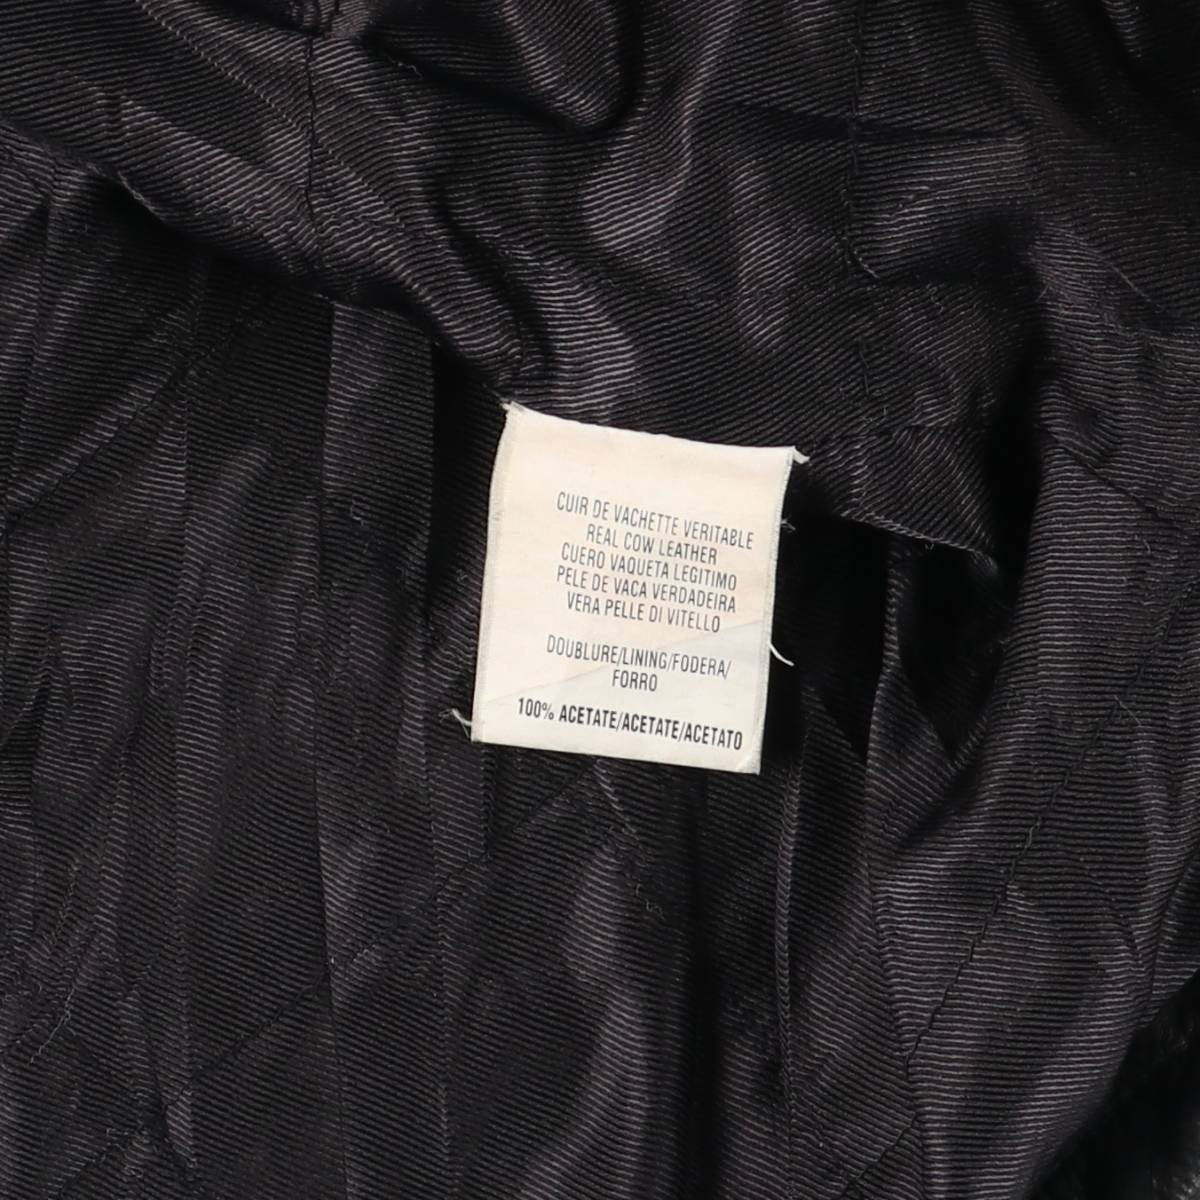 CUIR DE VACHETTE VERITABLE
REAL COW LEATHER
CUERO VAQUETA LEGITIMO
PELE DE VACA VERDADEIRA
VERA PELLE DI VITELLO
DOUBLURE/LINING/FODERA/
FORRO
100% ACETATE/ACETATE/ACETATO